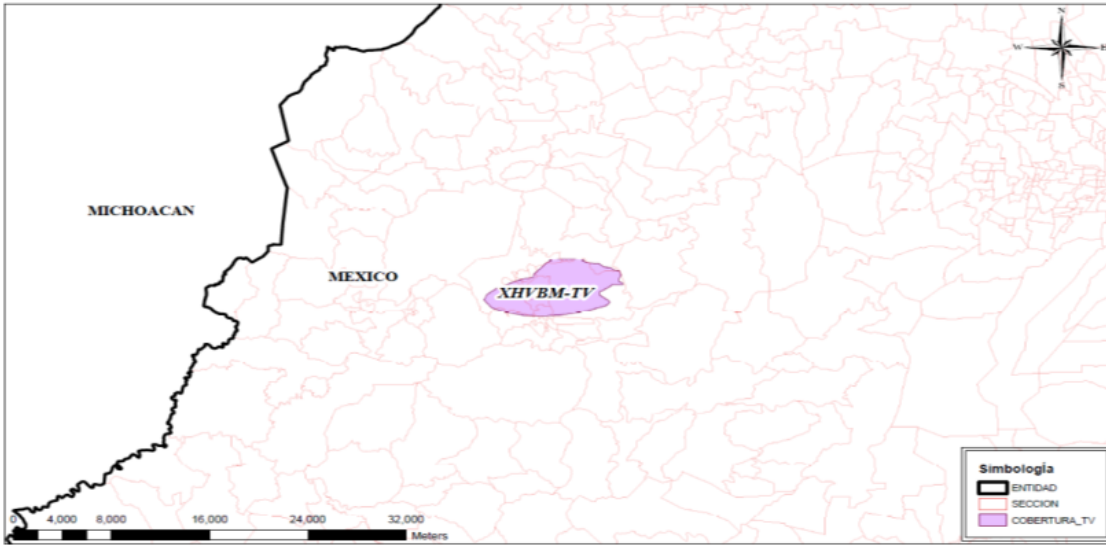 N
W E
S
MICHOACAN
MEXICO
XHVBM-TV
Simbología
ENTIDAD
SECCION
COBERTURA_TV
0 4,000 8,000 16,000 24,000 32,000
Meters